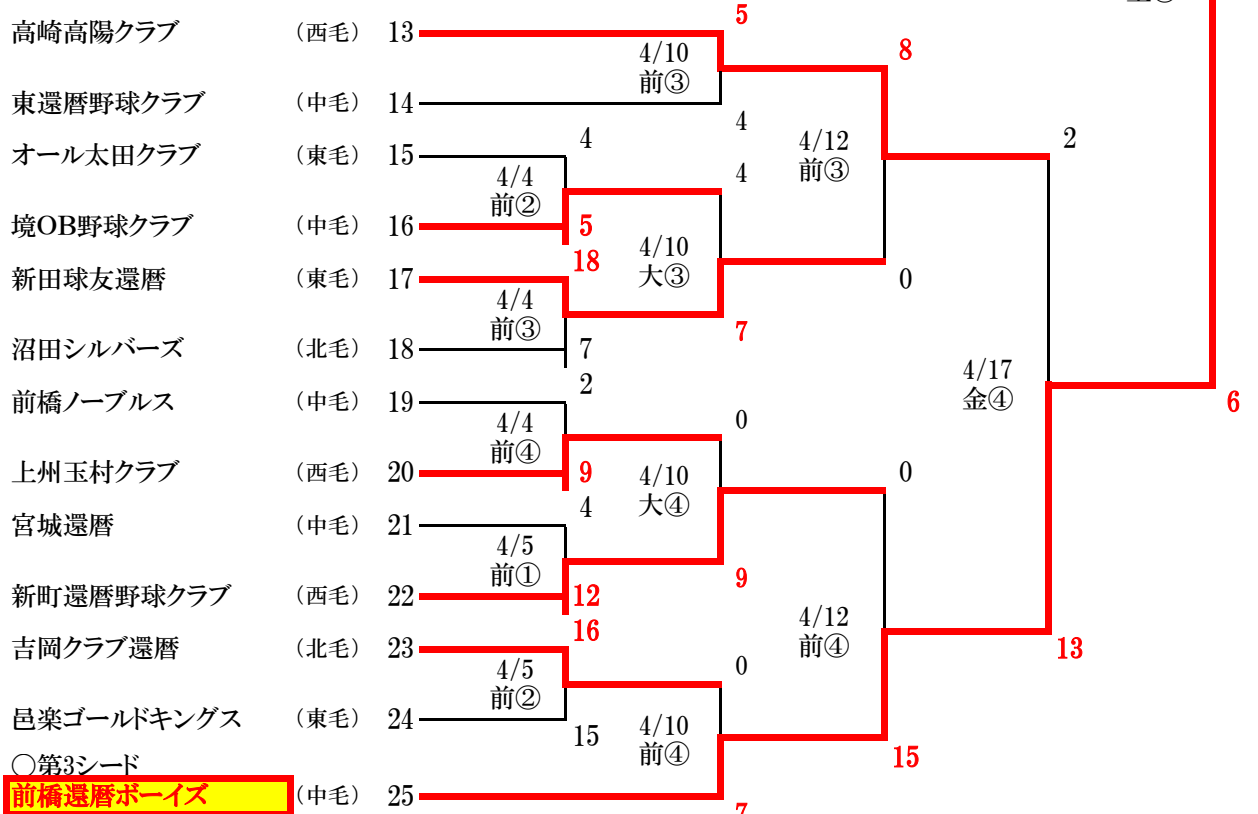 5
高崎高陽クラブ （西毛） 13
8
4/10
前③
東還暦野球クラブ （中毛） 14
4
4
2
オール太田クラブ （東毛） 15
4/12
前③
4/4
前②
4
境OB野球クラブ （中毛） 16
5
18
4/10
大③
新田球友還暦 （東毛） 17
0
4/4
前③
7
沼田シルバーズ （北毛） 18
7
2
4/17
金④
前橋ノーブルス （中毛） 19
6
4/4
前④
0
上州玉村クラブ （西毛） 20
9
4
4/10
大④
0
宮城還暦 （中毛） 21
4/5
前①
9
新町還暦野球クラブ （西毛） 22
12
16
4/12
前④
吉岡クラブ還暦 （北毛） 23
13
4/5
前②
0
邑楽ゴールドキングス （東毛） 24
15
4/10
前④
15
○第3シード
前橋還暦ボーイズ （中毛） 25
7